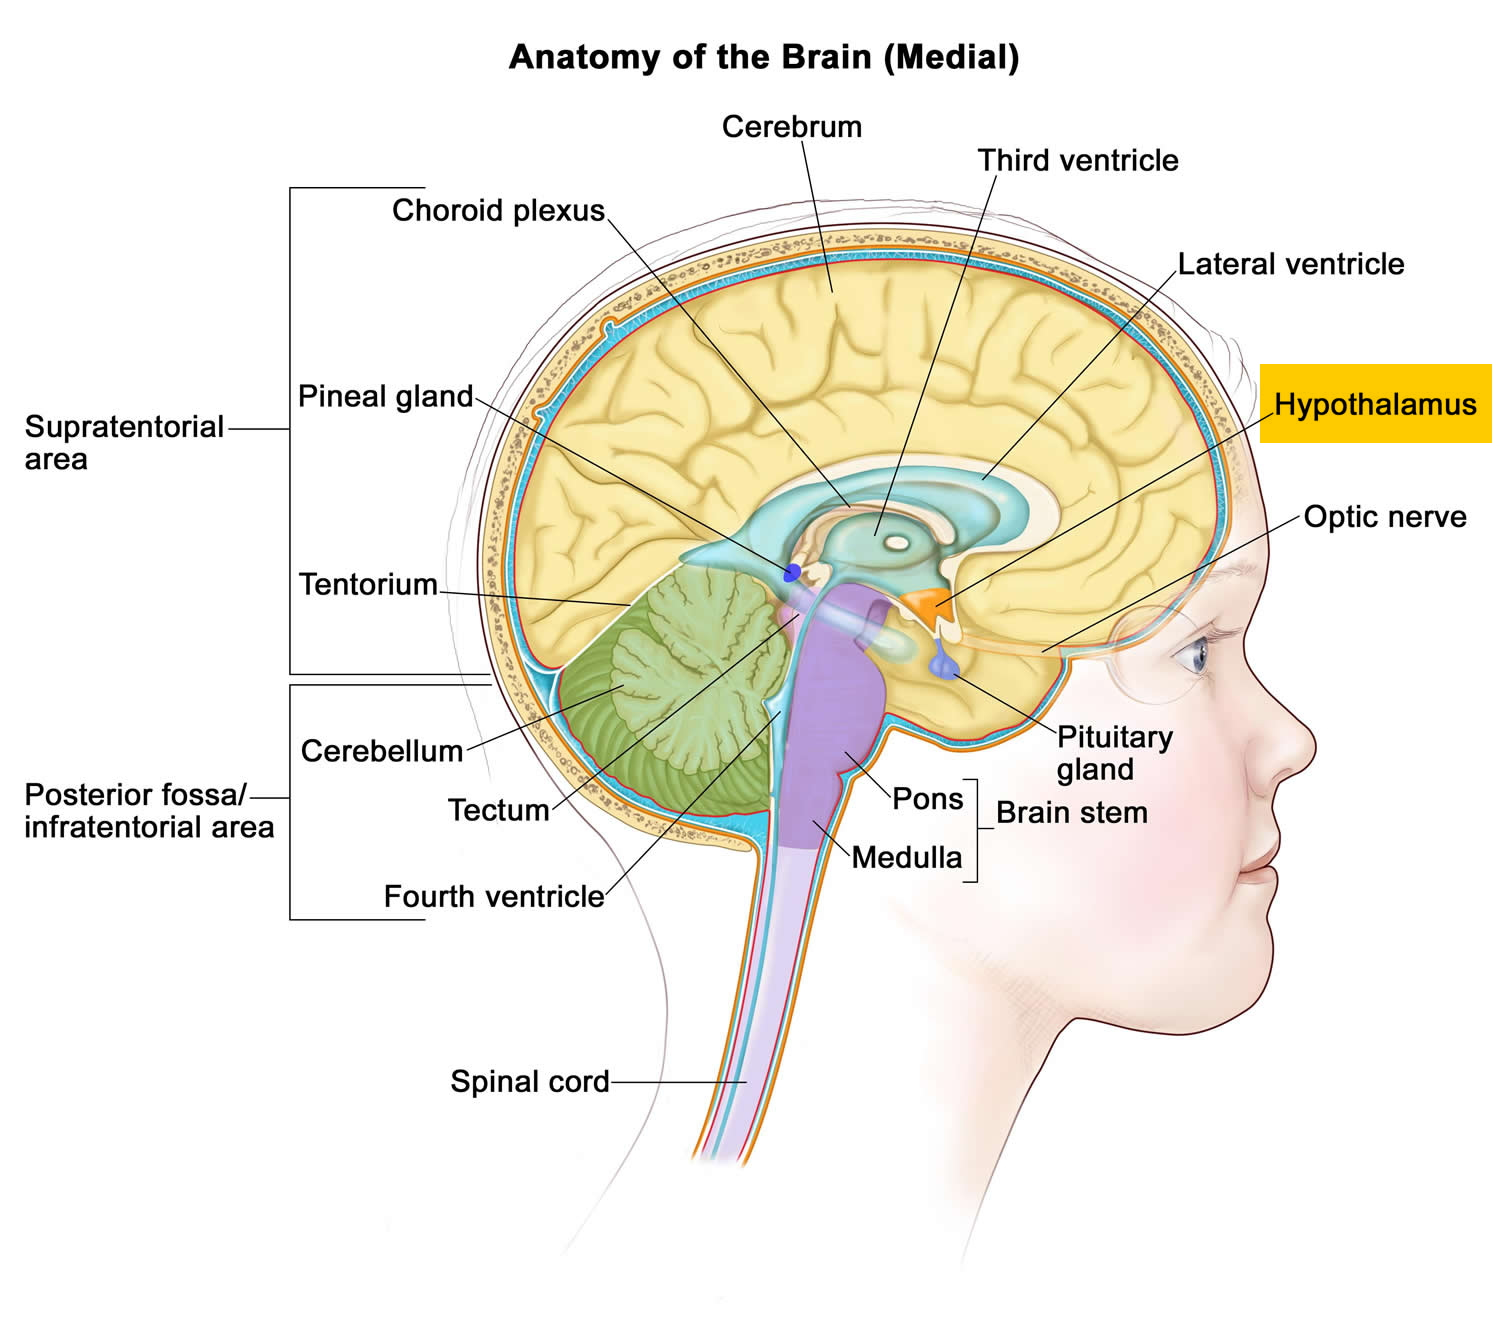 Anatomy of the Brain (Medial)
Cerebrum
Third ventricle
Choroid plexus
Lateral ventricle
Pineal gland
Hypothalamus
Supratentorial
area
Optic nerve
Tentorium
Cerebellum
Pituitary
gland
Posterior fossa/
infratentorial area
Tectum
Pons
Brain stem
Medulla
Fourth ventricle
Spinal cord